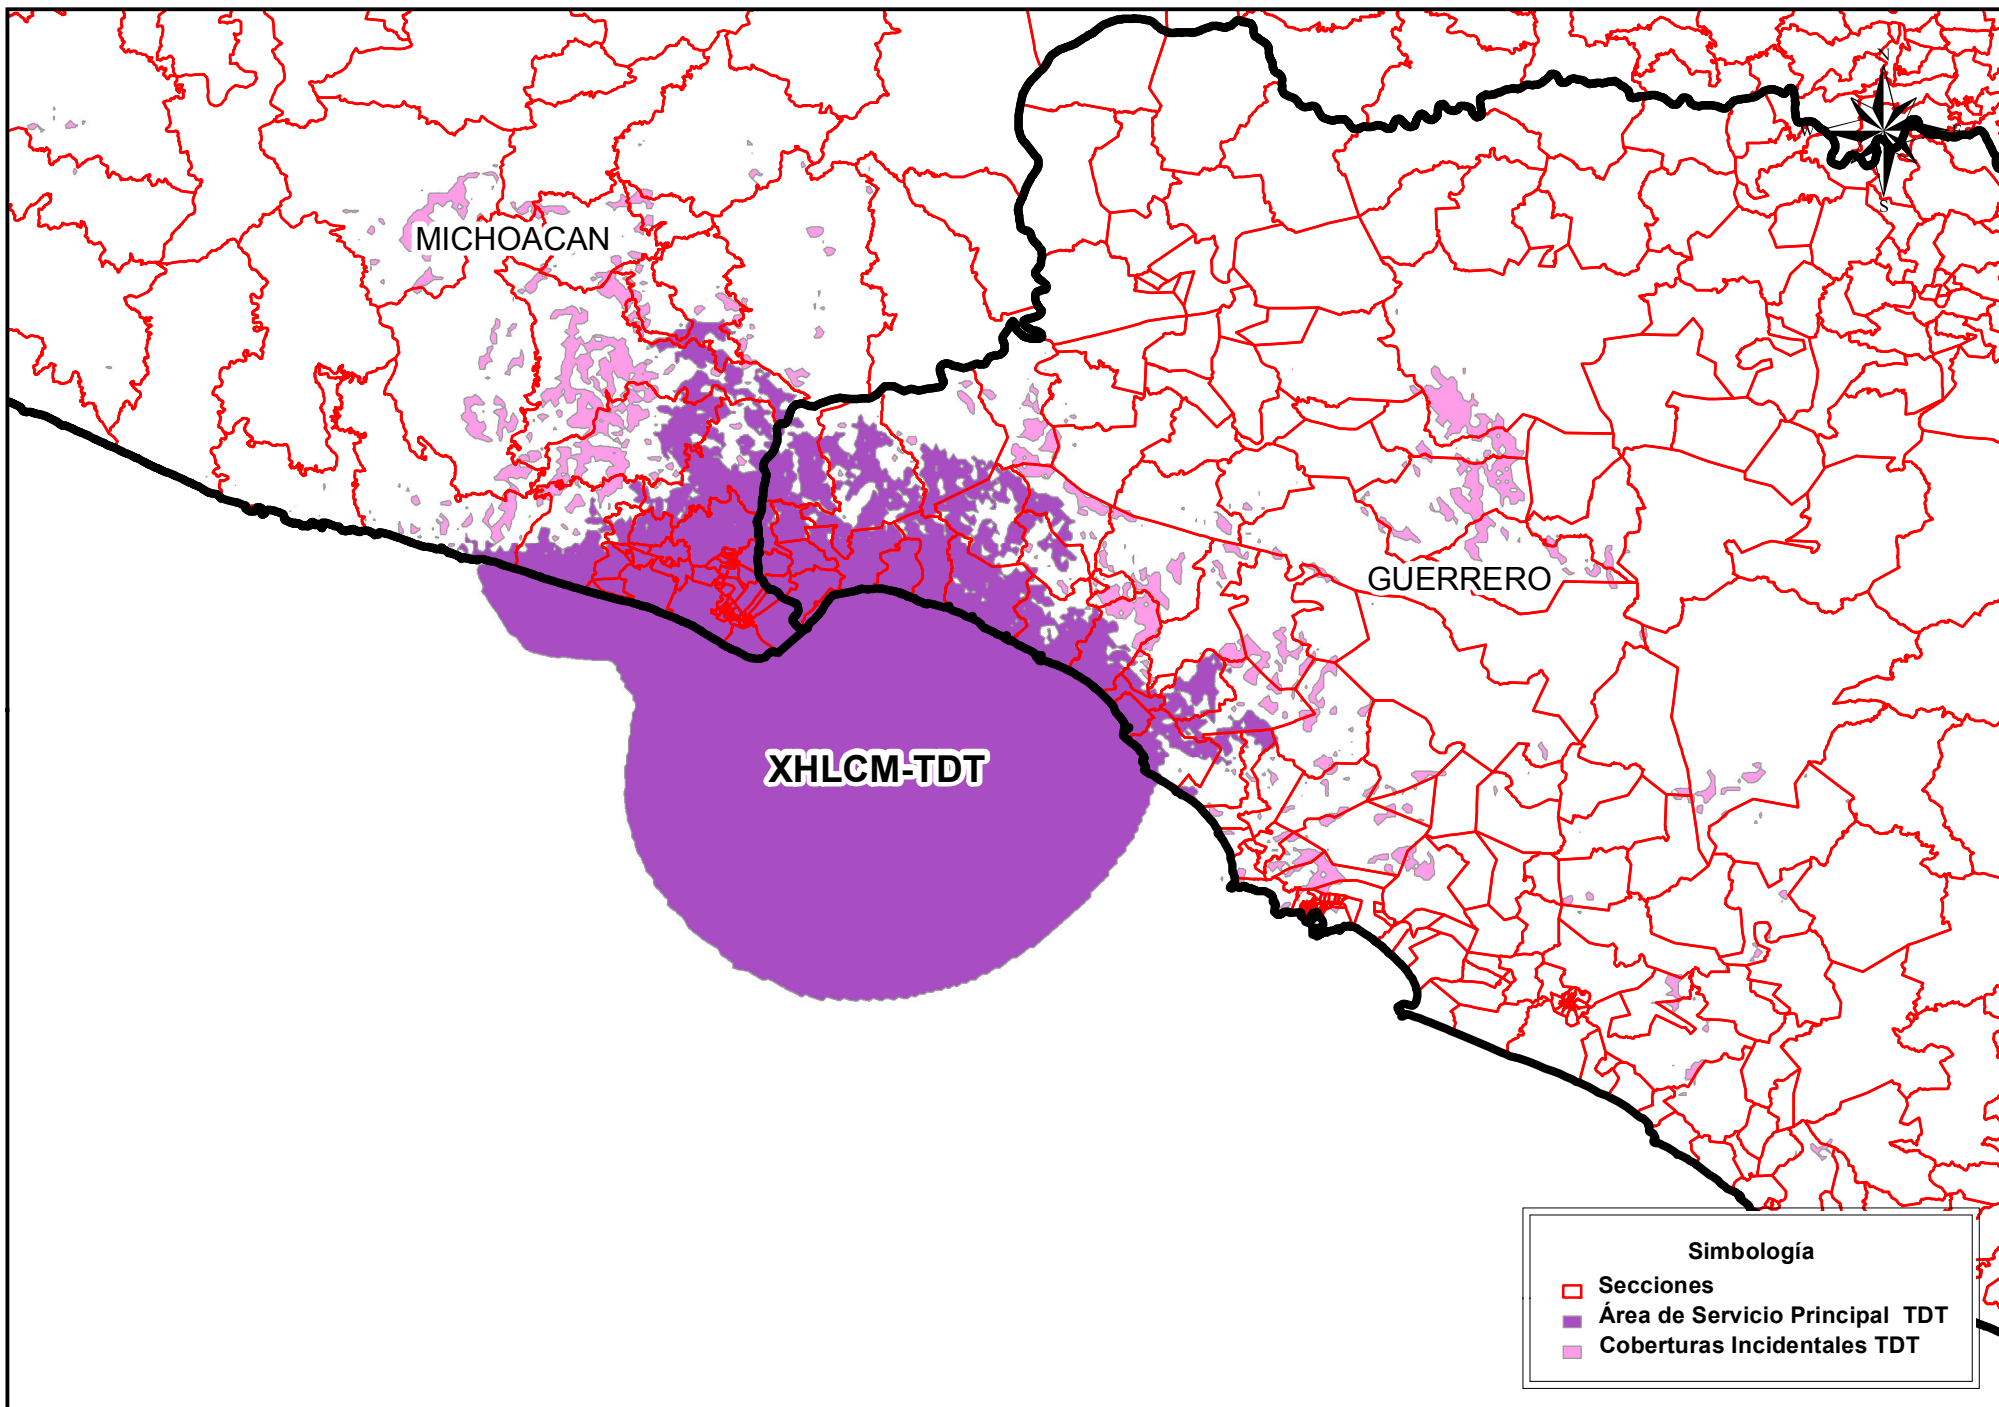 N
W
E
S
MICHOACAN
GUERRERO
XHLCM-TDT
Simbología
Secciones
Área de Servicio Principal TDT
Coberturas Incidentales TDT